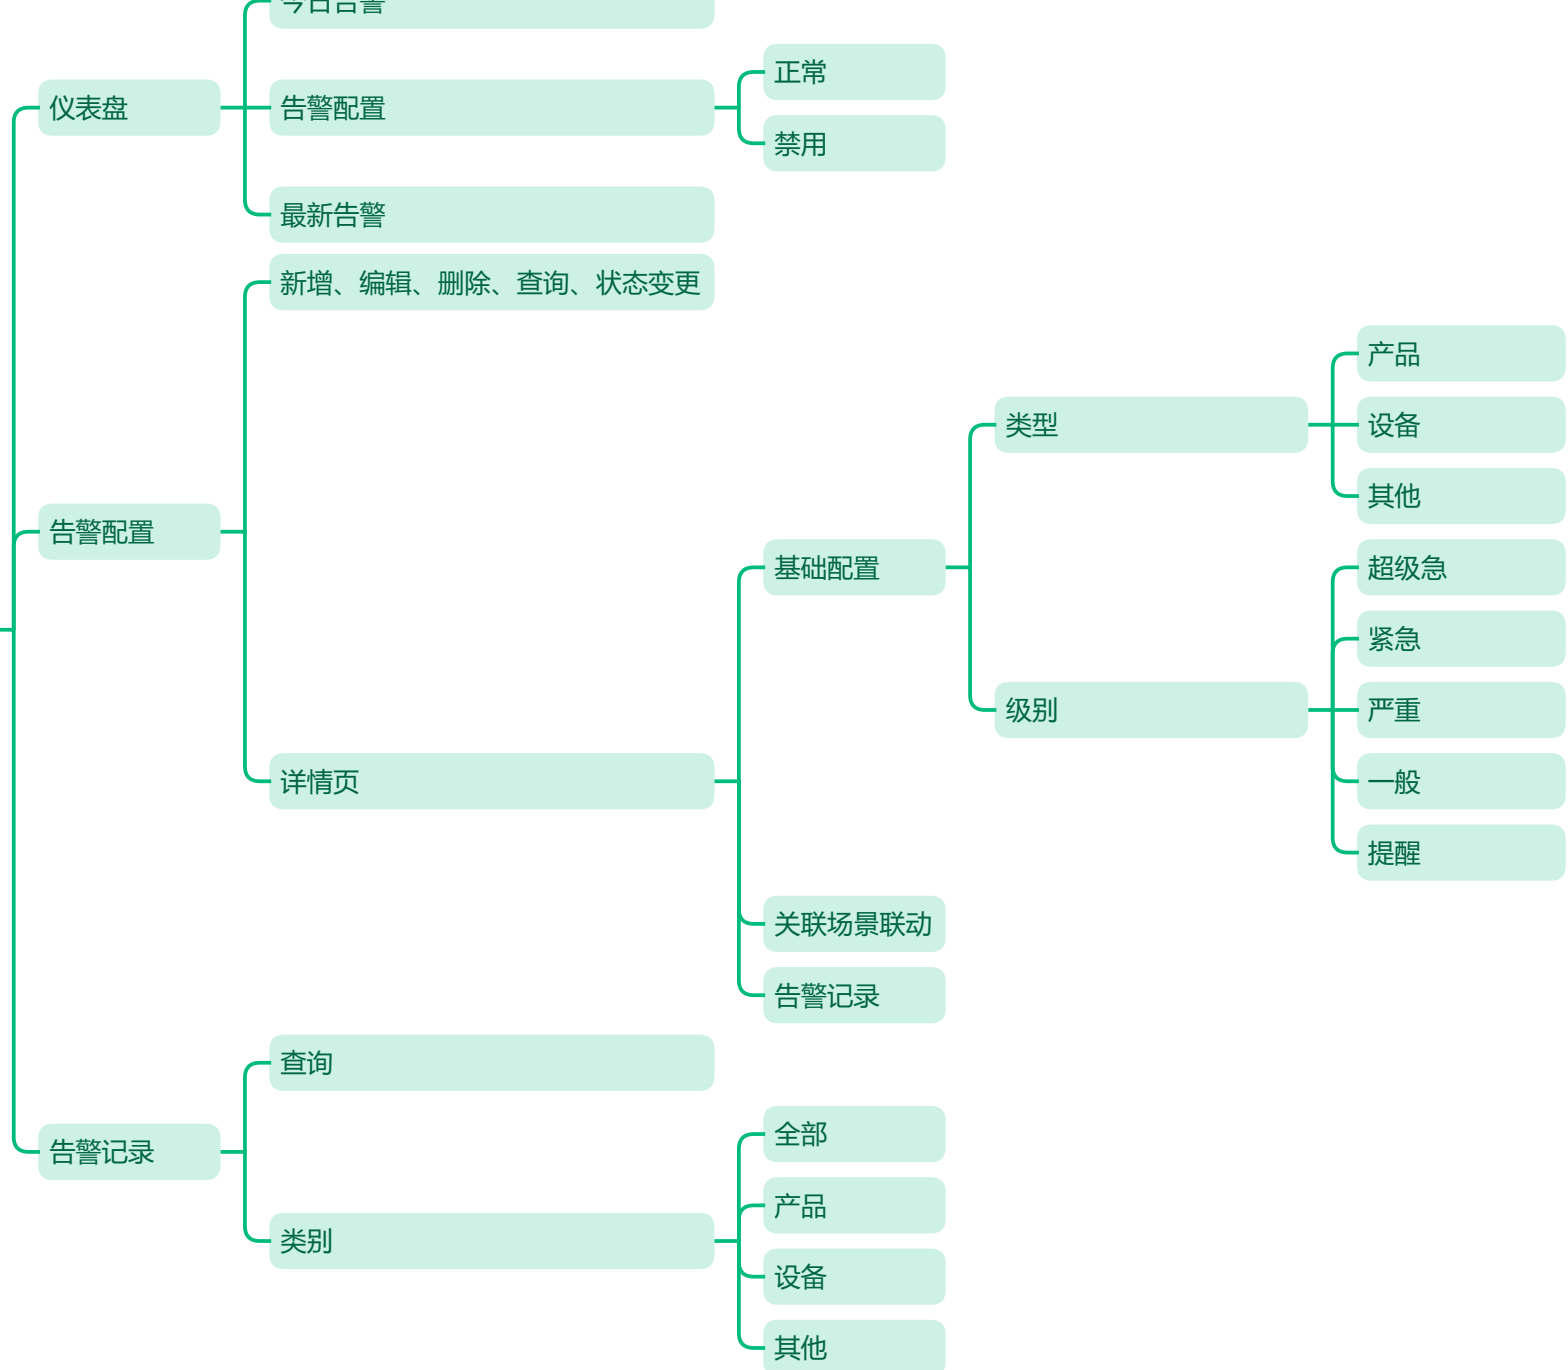 今日告警
仪表盘
告警配置
正常
禁用
最新告警
告警配置
新增、编辑、删除、查询、状态变更
详情页
基础配置
类型
产品
设备
其他
级别
超级急
紧急
严重
一般
提醒
关联场景联动
告警记录
告警记录
查询
类别
全部
产品
设备
其他